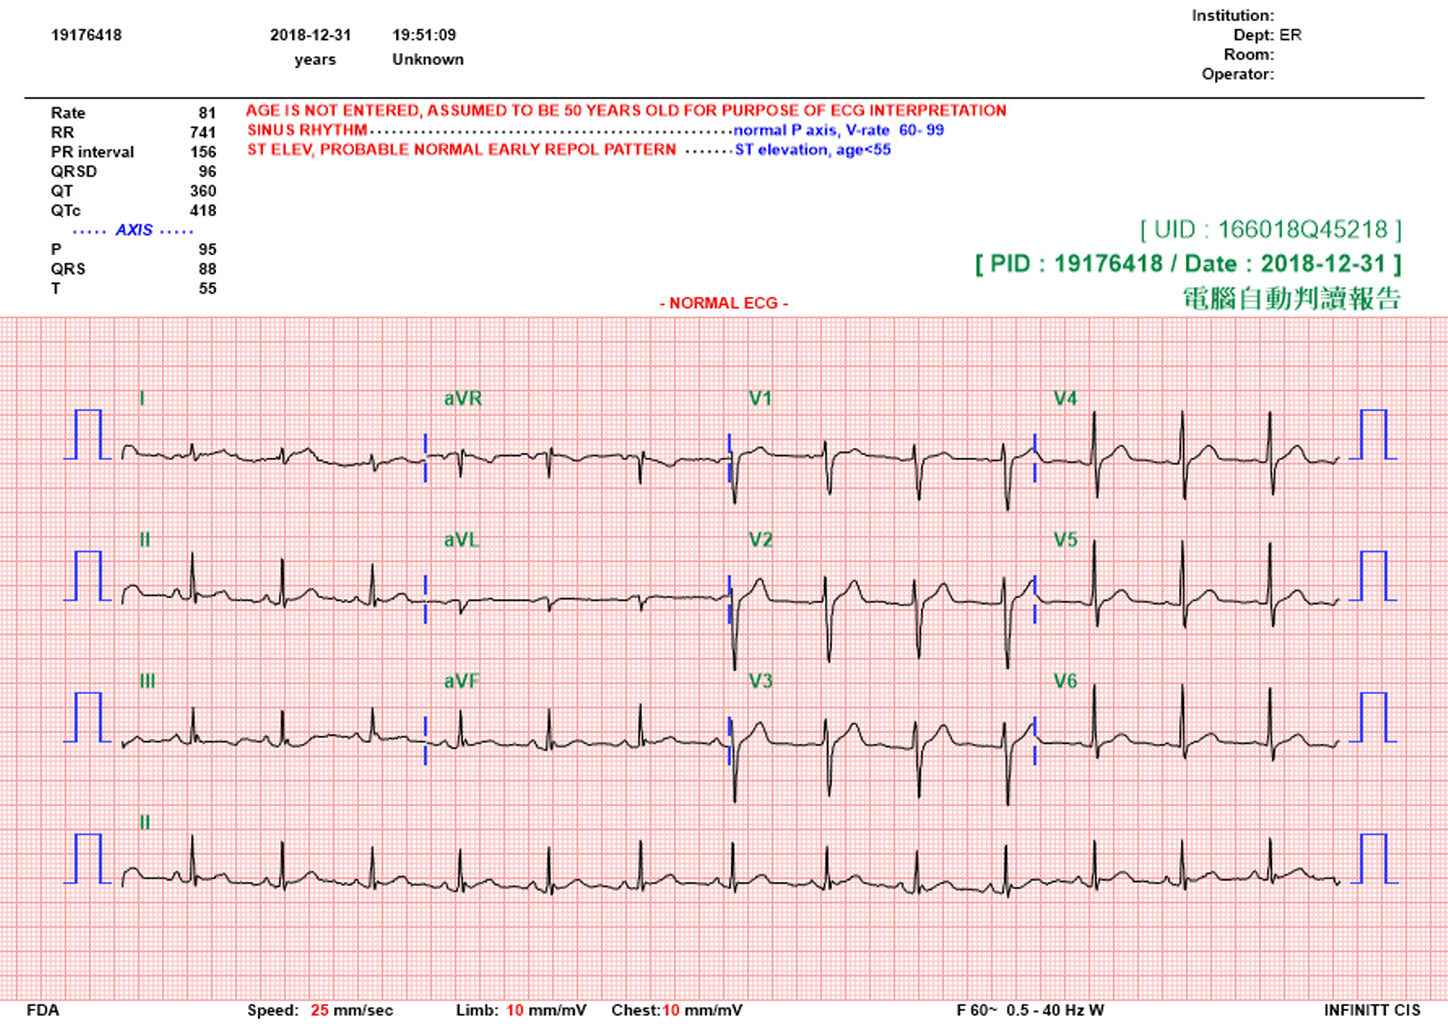 19176418 2018-12-31 19:51:09
years Unknown
Institution:
Dept: ER
Room:
Operator:
Rate 81
RR 741
PR interval 156
QRSD 96
QT 360
QTc 418
..... AXIS .....
P 95
QRS 88
T 55
AGE IS NOT ENTERED, ASSUMED TO BE 50 YEARS OLD FOR PURPOSE OF ECG INTERPRETATION
SINUS RHYTHM..........................................normal P axis, V-rate 60- 99
ST ELEV, PROBABLE NORMAL EARLY REPOL PATTERN .......ST elevation, age<55
[ UID : 166018Q45218 ]
[ PID : 19176418 / Date : 2018-12-31 ]
電腦自動判讀報告
- NORMAL ECG -
I aVR V1 V4
II aVL V2 V5
III aVF V3 V6
II
FDA Speed: 25 mm/sec Limb: 10 mm/mV Chest:10 mm/mV F 60~ 0.5 - 40 Hz W INFINITT CIS